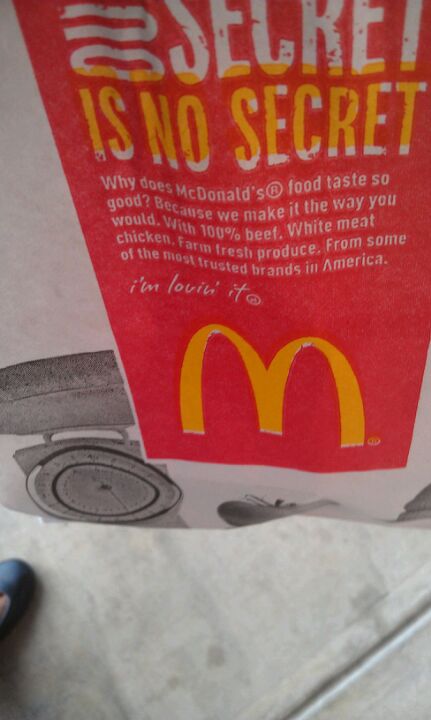 OUR SECRET
IS NO SECRET
Why does McDonald's® food taste so
good? Because we make it the way you
would. With 100% beef. White meat
chicken. Farm fresh produce. From some
of the most trusted brands in America.
i'm lovin' it®
®